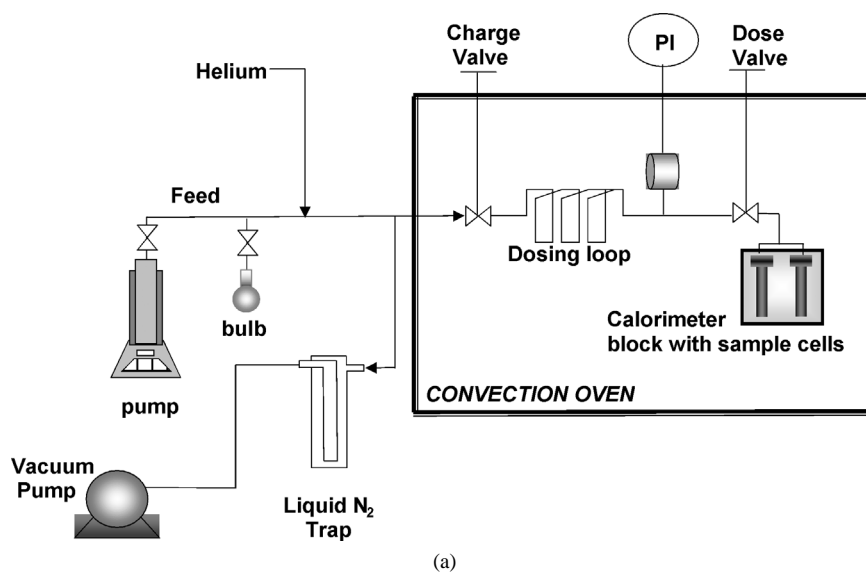 Charge
Valve
PI
Dose
Valve
Helium
Feed
Dosing loop
bulb
Calorimeter
block with sample cells
pump
CONVECTION OVEN
Vacuum
Pump
Liquid N₂
Trap
(a)